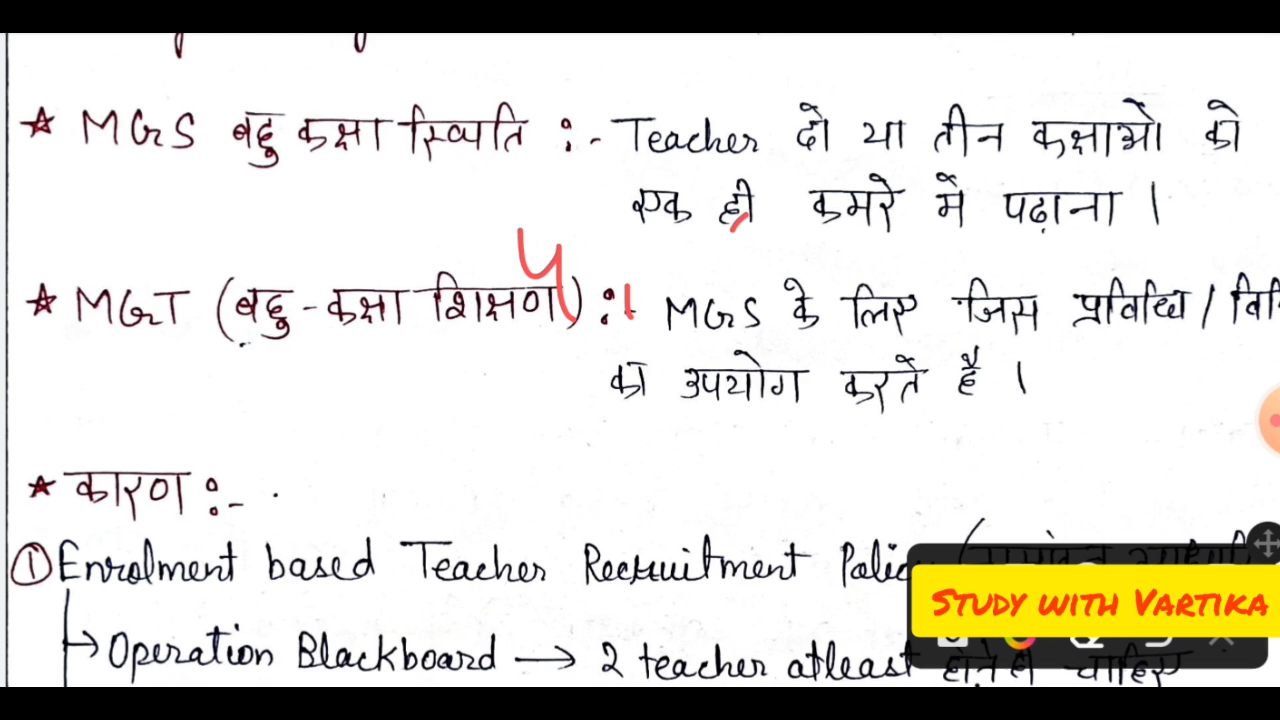 ★ MGS बहु कक्षा स्थिति :- Teacher दो या तीन कक्षाओं को
एक ही कमरे में पढ़ाना ।
★ MGT (बहु-कक्षा शिक्षण) :- MGS के लिए जिस प्रविधि /
का उपयोग करते है ।
★ कारण :-
① Enrolment based Teacher Recruitment
→ Operation Blackboard → 2 teacher atleast होने ही चाहिए
STUDY WITH VARTIKA